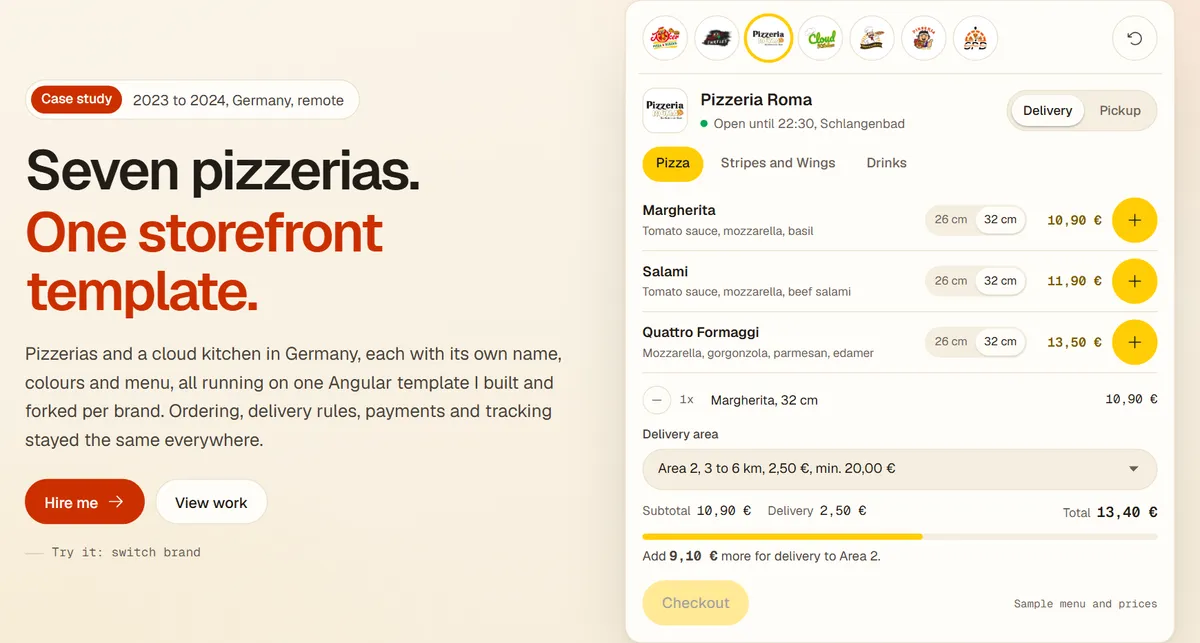 Case study 2023 to 2024, Germany, remote
Seven pizzerias.
One storefront
template.
Pizzerias and a cloud kitchen in Germany, each with its own name,
colours and menu, all running on one Angular template I built and
forked per brand. Ordering, delivery rules, payments and tracking
stayed the same everywhere.
Hire me → View work
Try it: switch brand
Pizzeria
Cloud
Pizzeria
Pizzeria Roma
Open until 22:30, Schlangenbad
Delivery Pickup
Pizza Stripes and Wings Drinks
Margherita
Tomato sauce, mozzarella, basil
26 cm 32 cm 10,90 € +
Salami
Tomato sauce, mozzarella, beef salami
26 cm 32 cm 11,90 € +
Quattro Formaggi
Mozzarella, gorgonzola, parmesan, edamer
26 cm 32 cm 13,50 € +
− 1x Margherita, 32 cm 10,90 €
Delivery area
Area 2, 3 to 6 km, 2,50 €, min. 20,00 €
Subtotal 10,90 € Delivery 2,50 € Total 13,40 €
Add 9,10 € more for delivery to Area 2.
Checkout Sample menu and prices